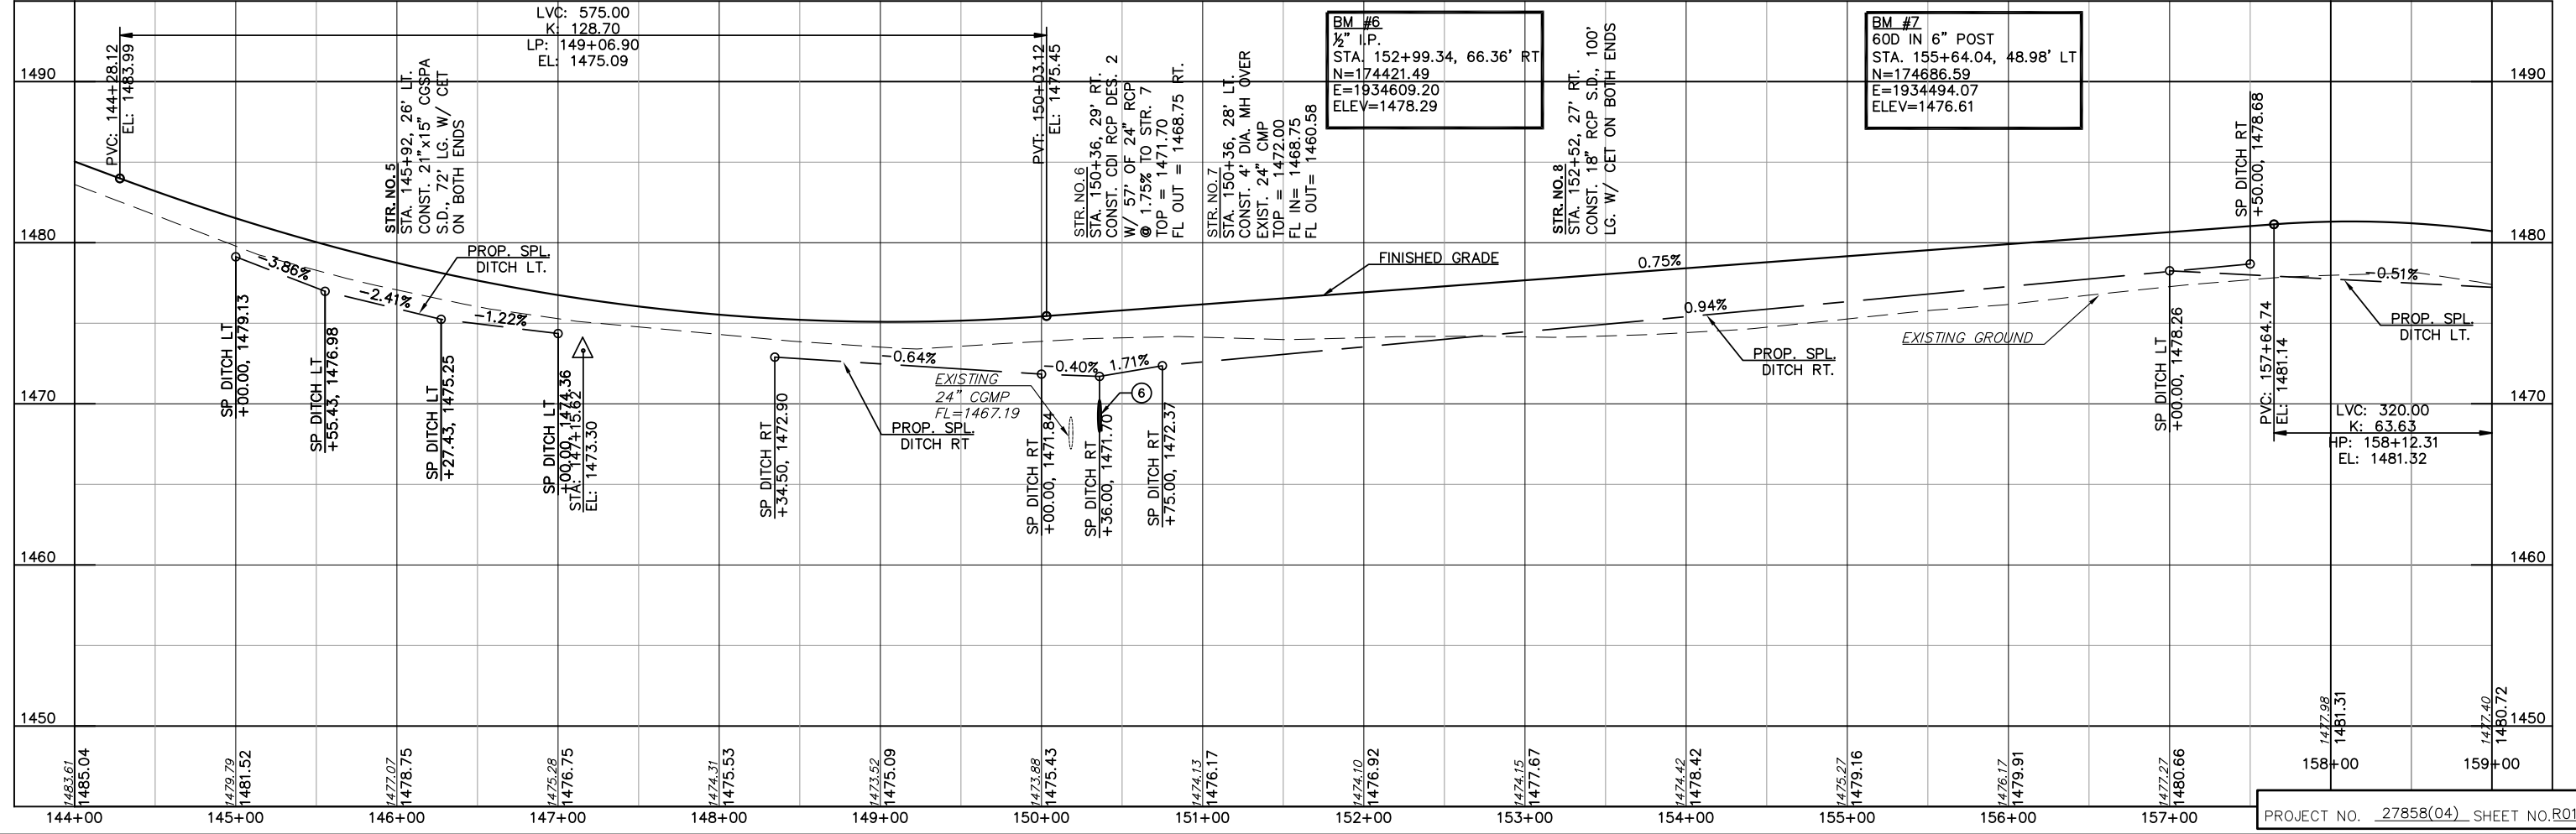 LVC: 575.00
K: 128.70
LP: 149+06.90
EL: 1475.09
PVC: 144+28.12
EL: 1483.99
PVT: 150+03.12
EL: 1475.45
BM #6
½" I.P.
STA. 152+99.34, 66.36' RT
N=174421.49
E=1934609.20
ELEV=1478.29
BM #7
60D IN 6" POST
STA. 155+64.04, 48.98' LT
N=174686.59
E=1934494.07
ELEV=1476.61
1490
1490
STR. NO. 5
STA. 145+92, 26' LT.
CONST. 21"x15" CGSPA
S.D., 72' LG. W/ CET
ON BOTH ENDS
STR. NO. 6
STA. 150+36, 29' RT.
CONST. CDI RCP DES. 2
W/ 57' OF 24" RCP
@ 1.75% TO STR. 7
TOP = 1471.70
FL OUT = 1468.75 RT.
STR. NO. 7
STA. 150+36, 28' LT.
CONST. 4' DIA. MH OVER
EXIST. 24" CMP
TOP = 1472.00
FL IN= 1468.75
FL OUT= 1460.58
STR. NO. 8
STA. 152+52, 27' RT.
CONST. 18" RCP S.D., 100'
LG. W/ CET ON BOTH ENDS
SP DITCH RT
+50.00, 1478.68
1480
1480
PROP. SPL.
DITCH LT.
FINISHED GRADE
0.75%
-3.86%
-2.41%
-1.22%
-0.64%
-0.40%
1.71%
0.94%
-0.51%
SP DITCH LT
+00.00, 1479.13
SP DITCH LT
+55.43, 1476.98
SP DITCH LT
+27.43, 1475.25
SP DITCH LT
+00.00, 1474.36
STA: 147+15.62
EL: 1473.30
SP DITCH RT
+34.50, 1472.90
PROP. SPL.
DITCH RT
EXISTING
24" CGMP
FL=1467.19
SP DITCH RT
+00.00, 1471.84
SP DITCH RT
+36.00, 1471.70
6
SP DITCH RT
+75.00, 1472.37
PROP. SPL.
DITCH RT.
EXISTING GROUND
SP DITCH LT
+00.00, 1478.26
PVC: 157+64.74
EL: 1481.14
PROP. SPL.
DITCH LT.
LVC: 320.00
K: 63.63
HP: 158+12.31
EL: 1481.32
1470
1470
1460
1460
1450
1450
1483.61
1485.04
1479.79
1481.52
1477.07
1478.75
1475.28
1476.75
1474.31
1475.53
1473.52
1475.09
1473.88
1475.43
1474.13
1476.17
1474.10
1476.92
1474.15
1477.67
1474.42
1478.42
1475.27
1479.16
1476.17
1479.91
1477.27
1480.66
1477.98
1481.31
1477.40
1480.72
144+00 145+00 146+00 147+00 148+00 149+00 150+00 151+00 152+00 153+00 154+00 155+00 156+00 157+00
158+00 159+00
PROJECT NO. 27858(04) SHEET NO. R01